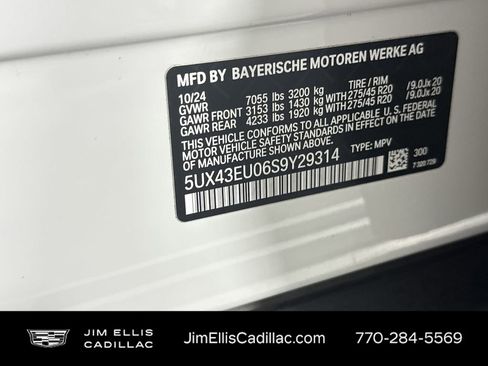 MFD BY BAYERISCHE MOTOREN WERKE AG
10/24 TIRE / RIM
GVWR 7055 lbs 3200 kg
GAWR FRONT 3153 lbs 1430 kg WITH 275/45 R20 /9.0Jx 20
GAWR REAR 4233 lbs 1920 kg WITH 275/45 R20 /9.0Jx 20
THIS VEHICLE CONFORMS TO ALL APPLICABLE U.S. FEDERAL
MOTOR VEHICLE SAFETY STANDARDS IN EFFECT ON THE DATE
OF MANUFACTURE SHOWN ABOVE.
5UX43EU06S9Y29314 TYPE: MPV 300
7 320 729
JIM ELLIS
CADILLAC
JimEllisCadillac.com
770-284-5569